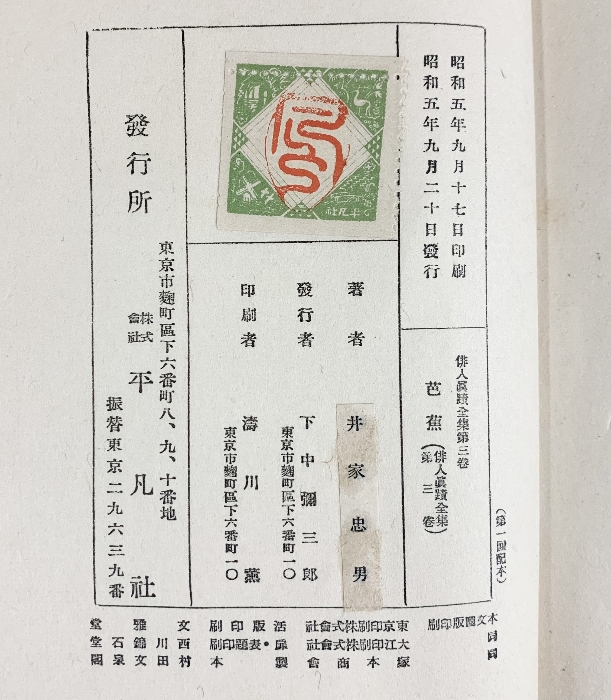 昭和五年九月十七日印刷
昭和五年九月二十日發行
俳人眞蹟全集第三卷
芭蕉(俳人眞蹟全集第三卷)
(第一囘配本)
著者 井家忠男
發行者 下中彌三郎
東京市麴町區下六番町一〇
印刷者 濤川薰
東京市麴町區下六番町一〇
發行所
東京市麴町區下六番町八、九、十番地
株式會社 平凡社
振替東京二九六三九番
平凡社